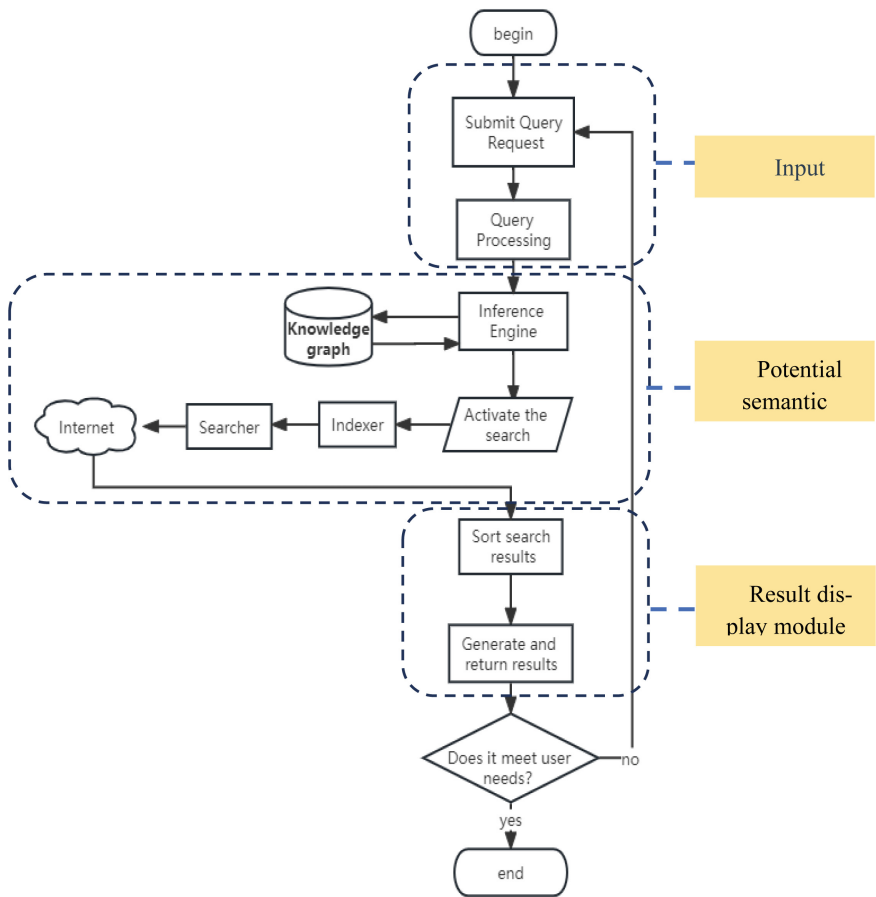 begin
Submit Query
Request
Input
Query
Processing
Inference
Engine
Knowledge
graph
Potential
semantic
Activate the
search
Indexer
Searcher
Internet
Sort search
results
Result dis-
play module
Generate and
return results
Does it meet user
needs?
no
yes
end